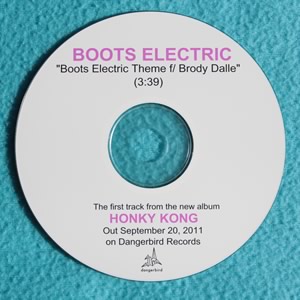 BOOTS ELECTRIC
"Boots Electric Theme f/ Brody Dalle"
(3:39)
The first track from the new album
HONKY KONG
Out September 20, 2011
on Dangerbird Records
dangerbird